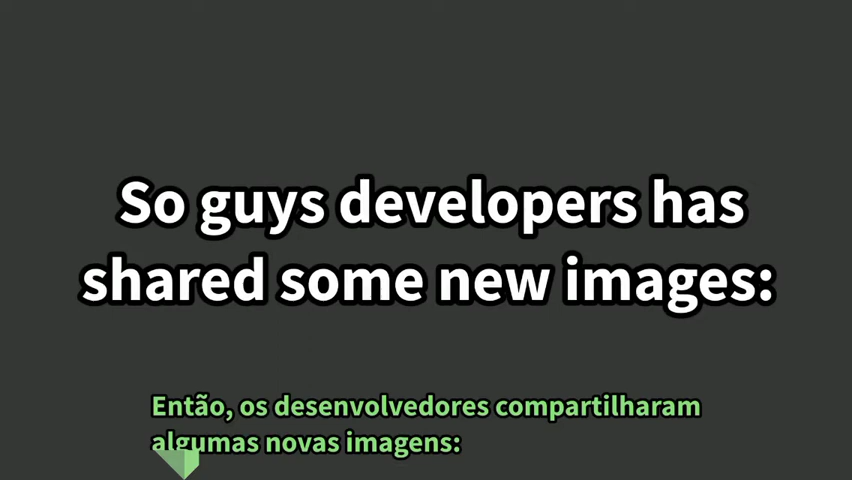 So guys developers has
shared some new images:
Então, os desenvolvedores compartilharam
algumas novas imagens: